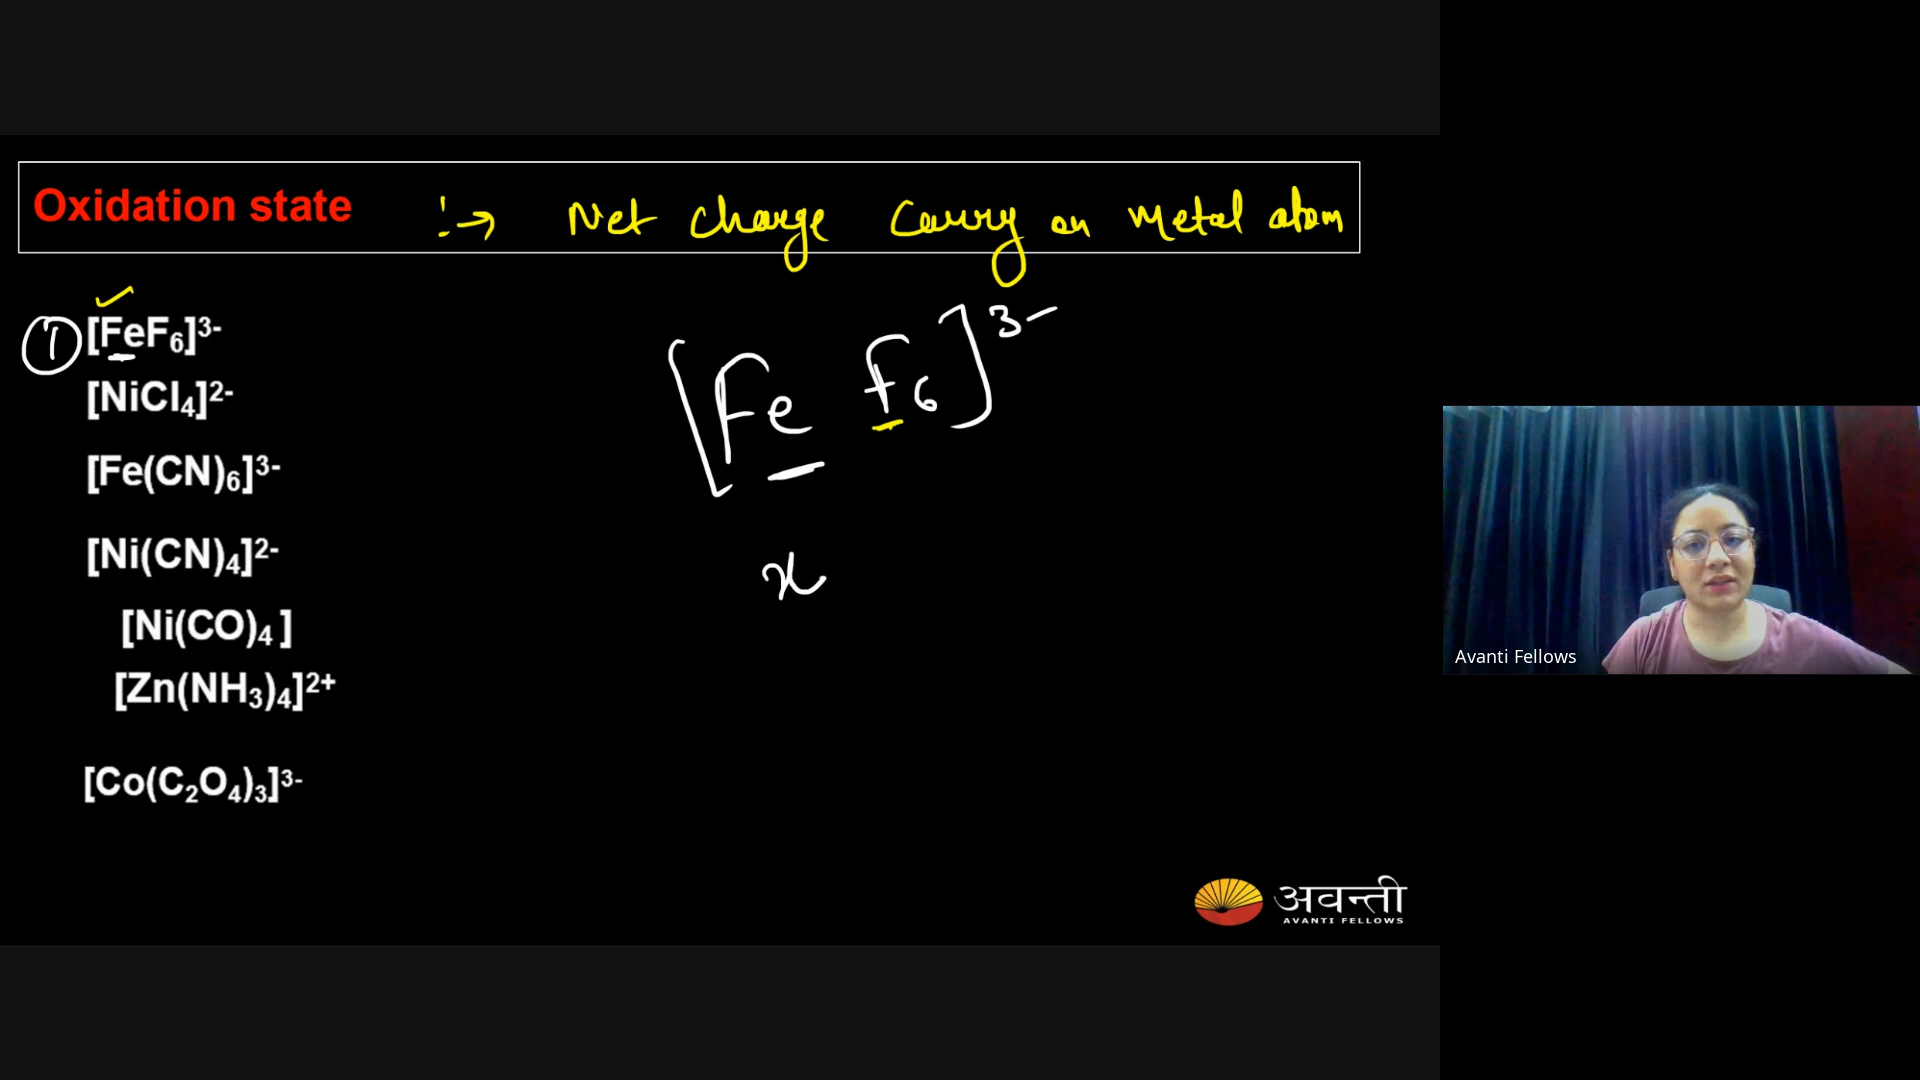 Oxidation state :→ Net charge carry on metal atom
① [FeF₆]³⁻
[NiCl₄]²⁻
[Fe(CN)₆]³⁻
[Ni(CN)₄]²⁻
[Ni(CO)₄ ]
[Zn(NH₃)₄]²⁺
[Co(C₂O₄)₃]³⁻
[Fe F₆]³⁻
x
Avanti Fellows
अवन्ती
AVANTI FELLOWS